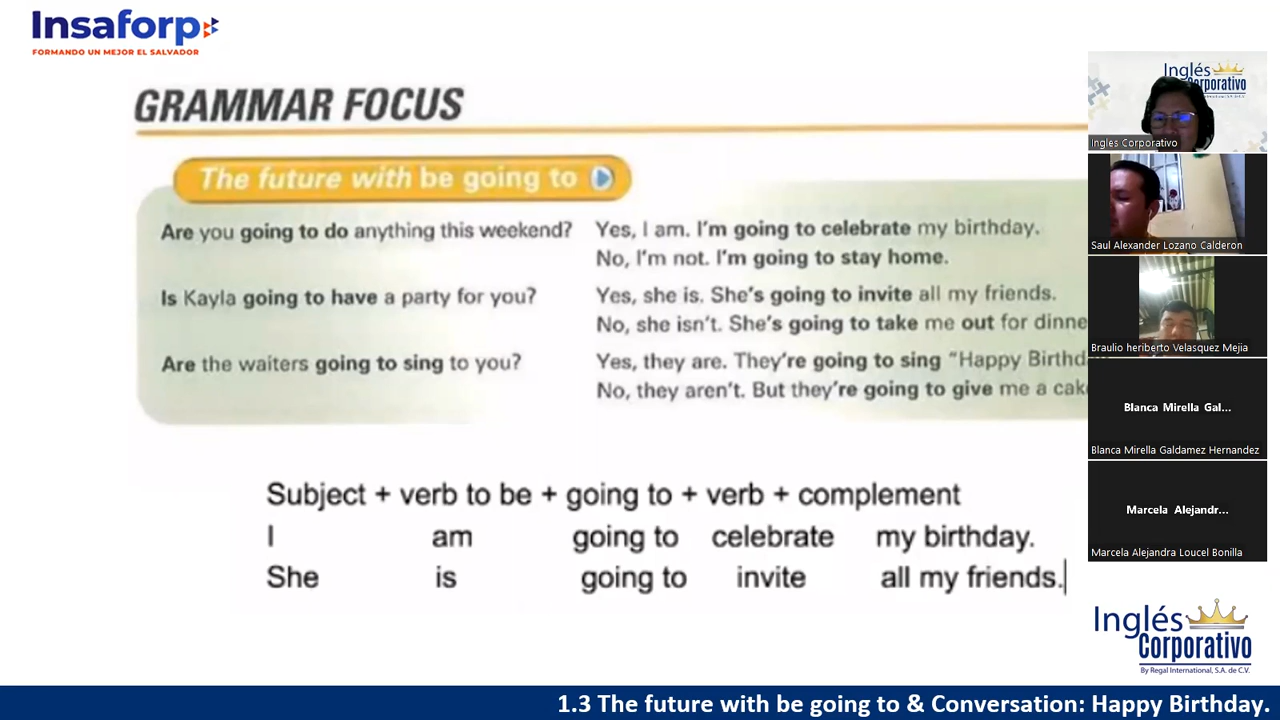 Insaforp
FORMANDO UN MEJOR EL SALVADOR
GRAMMAR FOCUS
The future with be going to
Are you going to do anything this weekend?
Yes, I am. I'm going to celebrate my birthday.
No, I'm not. I'm going to stay home.
Is Kayla going to have a party for you?
Yes, she is. She's going to invite all my friends.
No, she isn't. She's going to take me out for dinne
Are the waiters going to sing to you?
Yes, they are. They're going to sing "Happy Birthd
No, they aren't. But they're going to give me a cak
Subject + verb to be + going to + verb + complement
I am going to celebrate my birthday.
She is going to invite all my friends.
Inglés
Corporativo
Ingles Corporativo
Saul Alexander Lozano Calderon
Braulio heriberto Velasquez Mejia
Blanca Mirella Gal...
Blanca Mirella Galdamez Hernandez
Marcela Alejandr...
Marcela Alejandra Loucel Bonilla
Inglés
Corporativo
By Regal International, S.A. de C.V.
1.3 The future with be going to & Conversation: Happy Birthday.